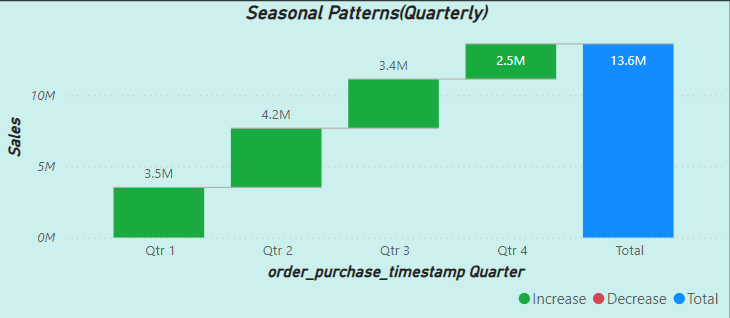 Seasonal Patterns(Quarterly)
Sales
10M
5M
0M
3.5M
4.2M
3.4M
2.5M
13.6M
Qtr 1 Qtr 2 Qtr 3 Qtr 4 Total
order_purchase_timestamp Quarter
Increase Decrease Total